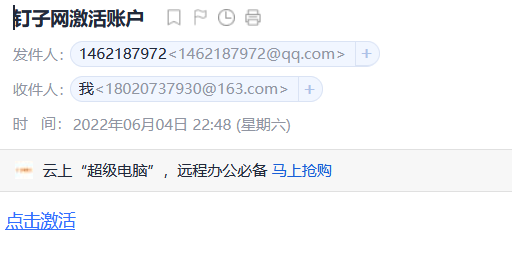 钉子网激活账户
发件人：1462187972<1462187972@qq.com>
收件人：我<18020737930@163.com>
时 间：2022年06月04日 22:48 (星期六)
云上“超级电脑”，远程办公必备 马上抢购
点击激活